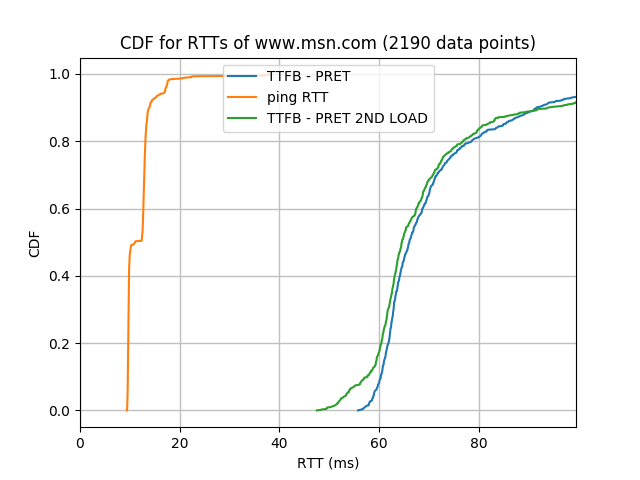 CDF for RTTs of www.msn.com (2190 data points)
TTFB - PRET
ping RTT
TTFB - PRET 2ND LOAD
1.0
0.8
0.6
0.4
0.2
0.0
CDF
0 20 40 60 80
RTT (ms)